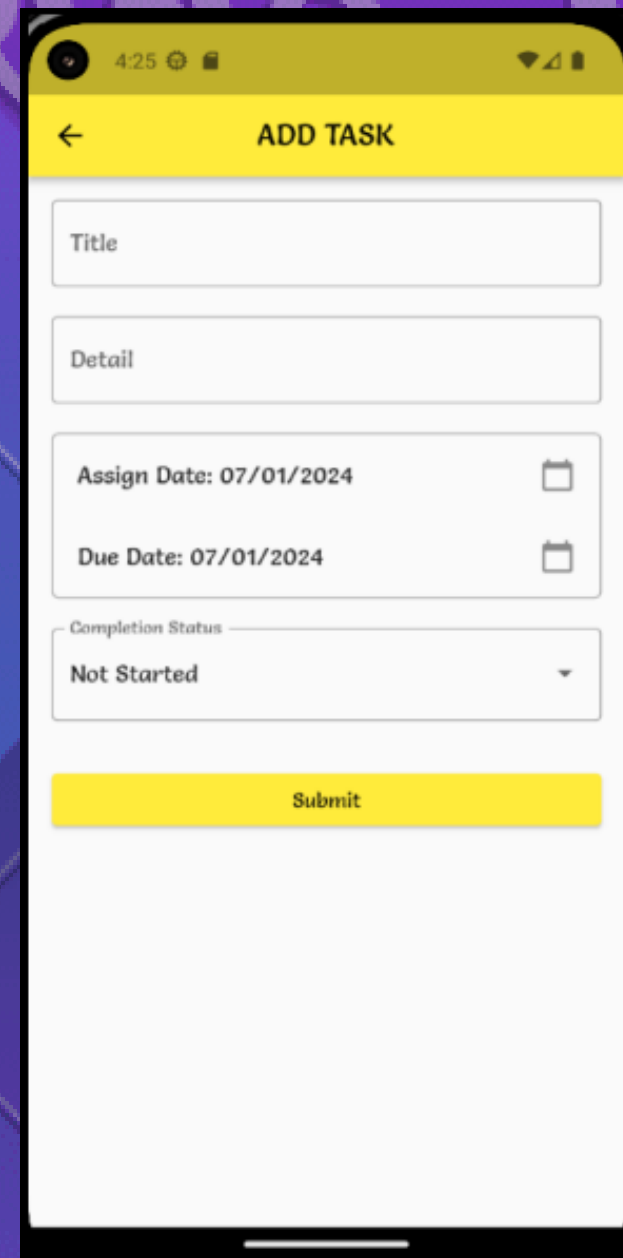 4:25
ADD TASK
Title
Detail
Assign Date: 07/01/2024
Due Date: 07/01/2024
Completion Status
Not Started
Submit